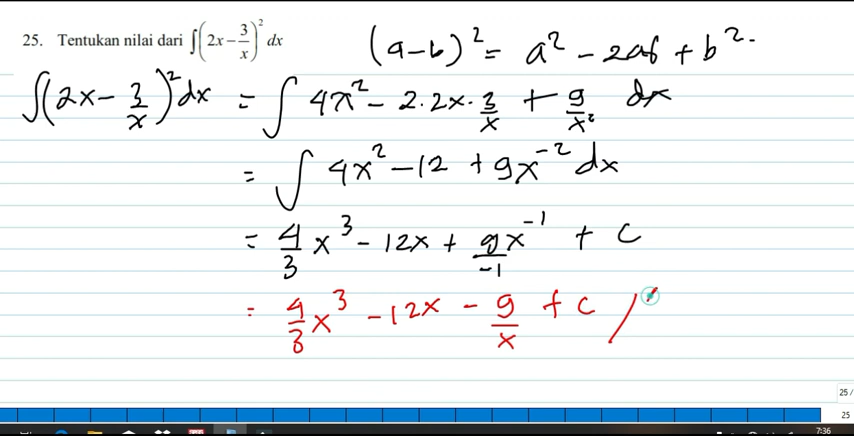 25. Tentukan nilai dari ∫(2x − 3/x)² dx
(a-b)² = a² - 2ab + b².
∫(2x - 3/x)² dx = ∫ 4x² - 2·2x·3/x + 9/x² dx
= ∫ 4x² - 12 + 9x⁻² dx
= 4/3 x³ - 12x + 9x⁻¹/-1 + c
= 4/3 x³ - 12x - 9/x + c //
25 /
25
7:36